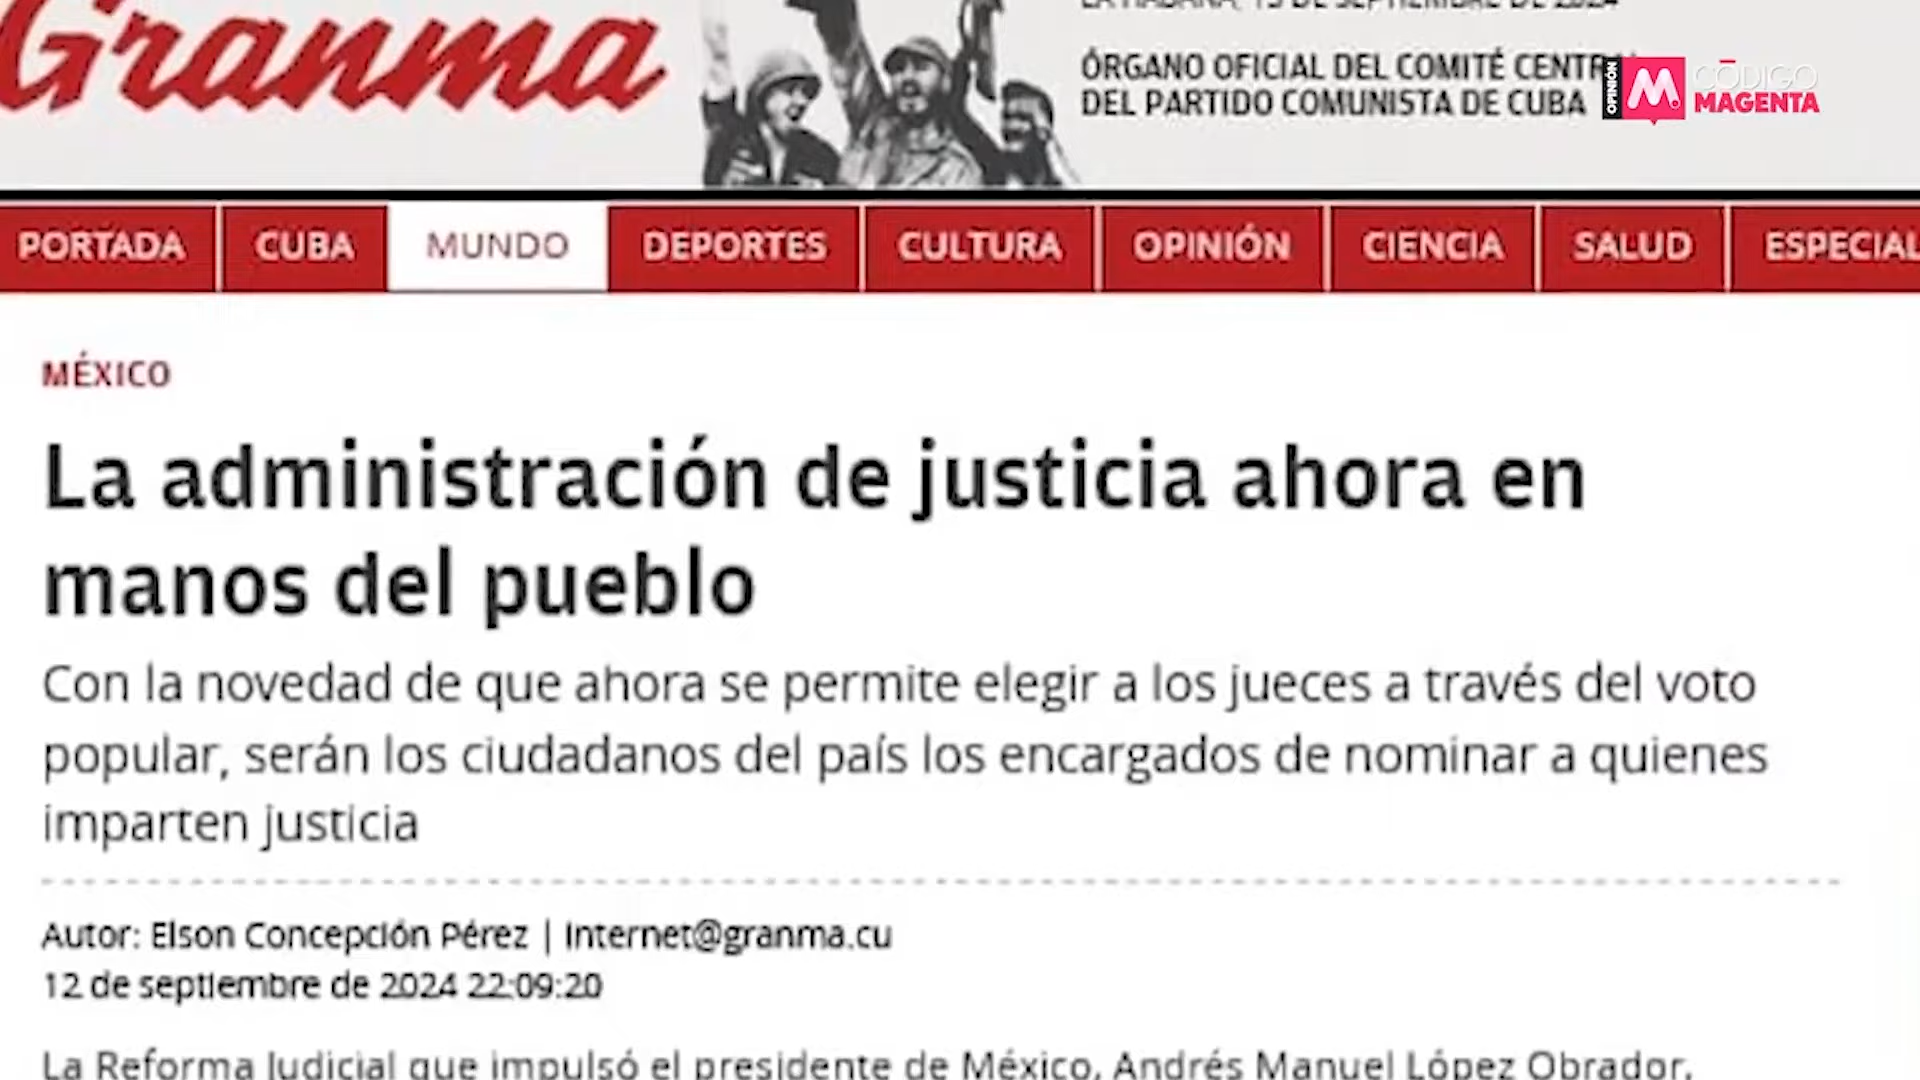 Granma
LA HABANA, 13 DE SEPTIEMBRE DE 2024
ÓRGANO OFICIAL DEL COMITÉ CENTR
DEL PARTIDO COMUNISTA DE CUBA
OPINIÓN
M
CÓDIGO
MAGENTA
PORTADA
CUBA
MUNDO
DEPORTES
CULTURA
OPINIÓN
CIENCIA
SALUD
ESPECIAL
MÉXICO
La administración de justicia ahora en
manos del pueblo
Con la novedad de que ahora se permite elegir a los jueces a través del voto
popular, serán los ciudadanos del país los encargados de nominar a quienes
imparten justicia
Autor: Elson Concepción Pérez | internet@granma.cu
12 de septiembre de 2024 22:09:20
La Reforma Judicial que impulsó el presidente de México, Andrés Manuel López Obrador,